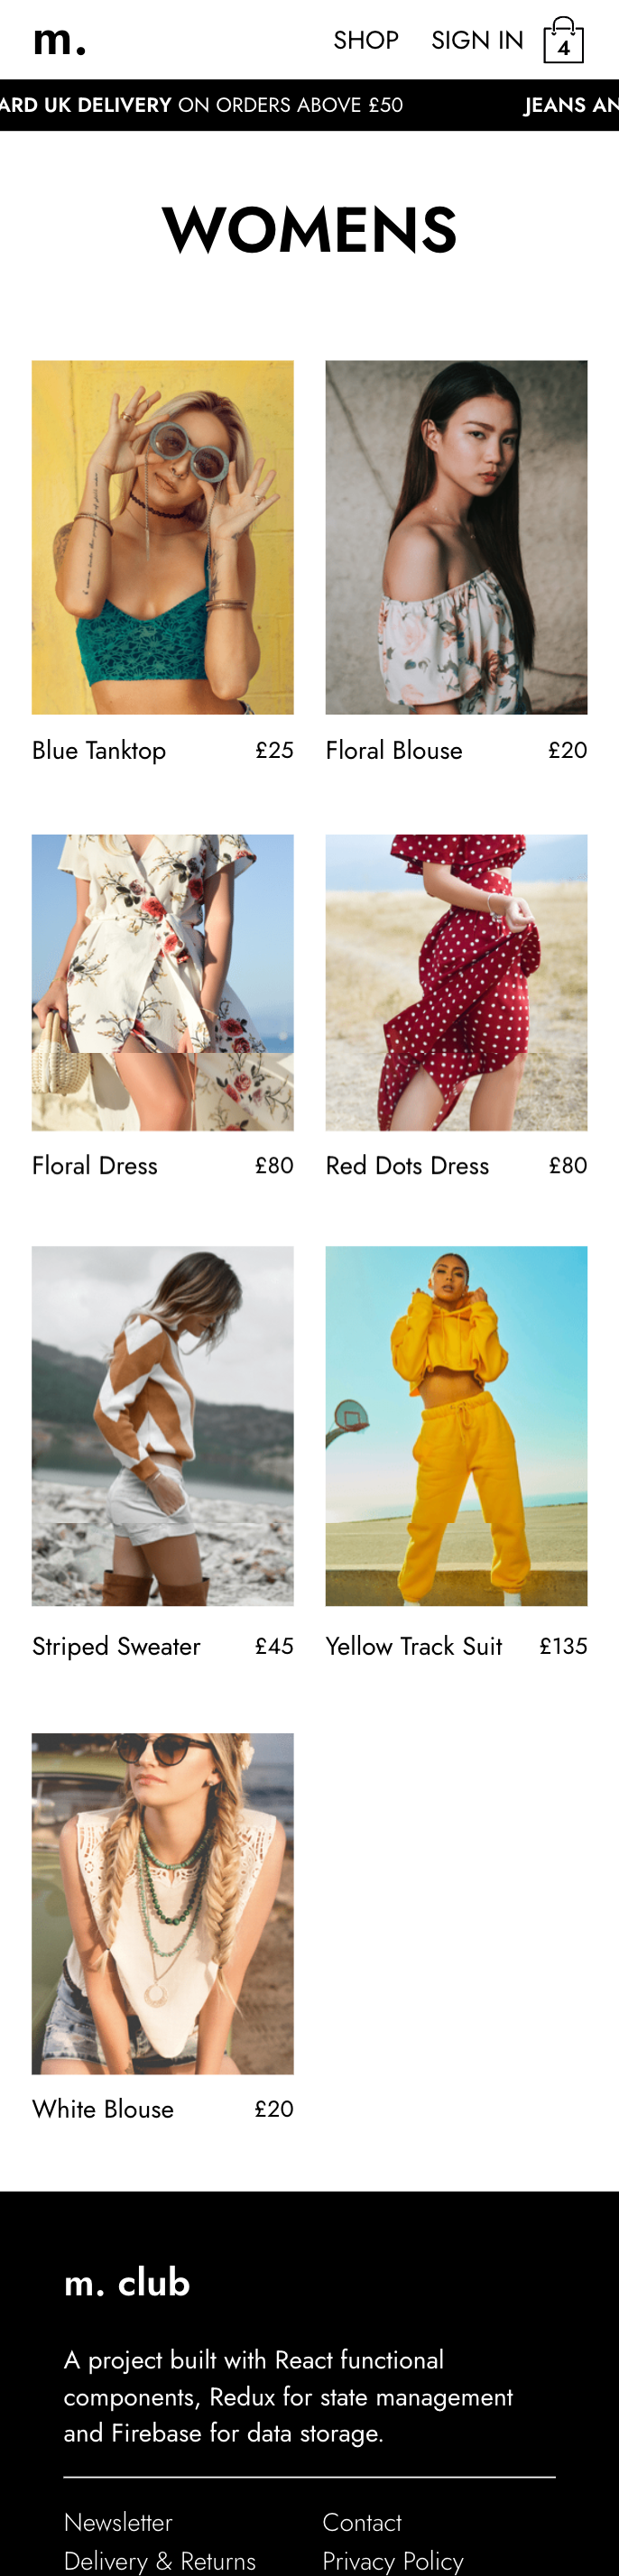 m.
SHOP SIGN IN 4
ARD UK DELIVERY ON ORDERS ABOVE £50 JEANS AN
WOMENS
Blue Tanktop £25
Floral Blouse £20
Floral Dress £80
Red Dots Dress £80
Striped Sweater £45
Yellow Track Suit £135
White Blouse £20
m. club
A project built with React functional
components, Redux for state management
and Firebase for data storage.
Newsletter Contact
Delivery & Returns Privacy Policy